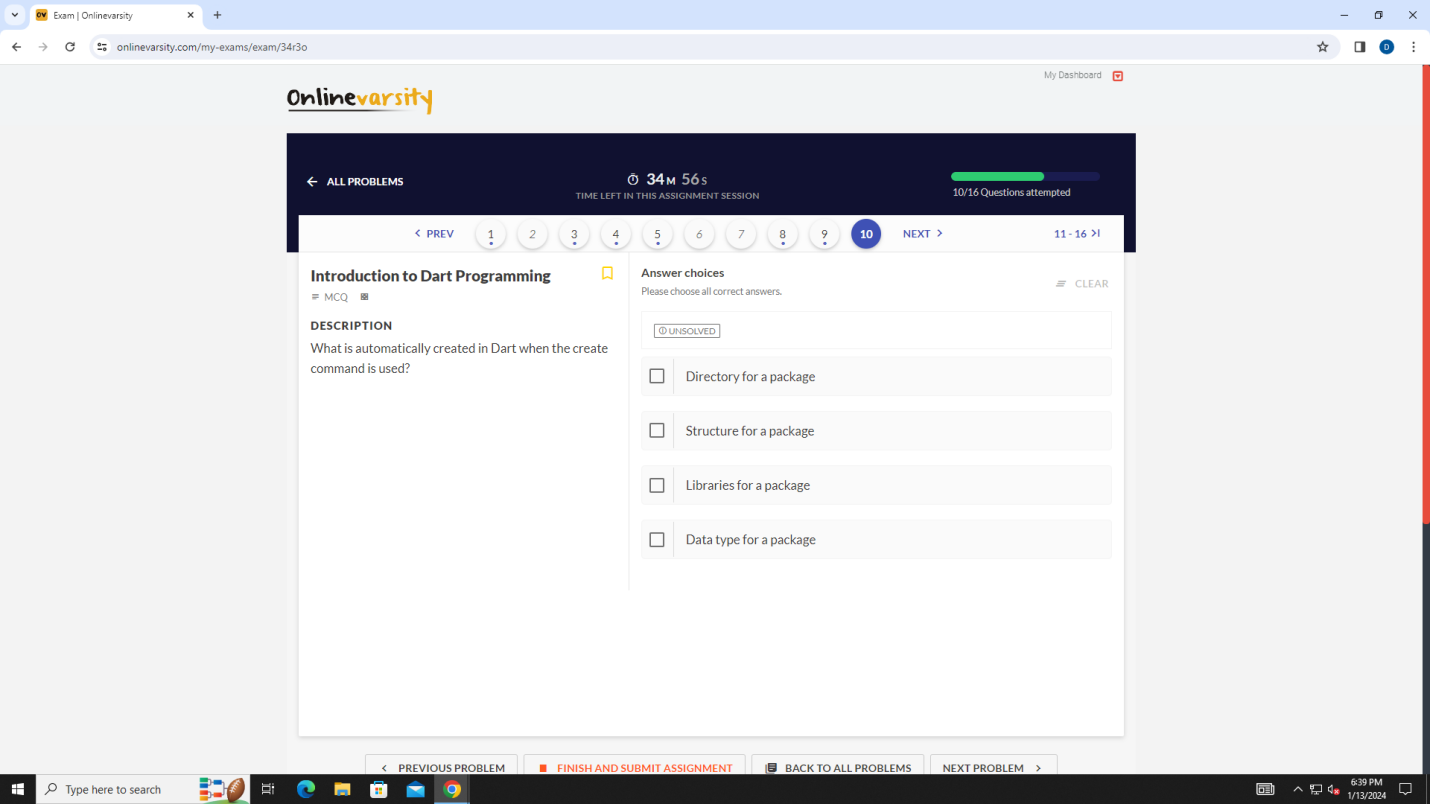 OV Exam | Onlinevarsity
onlinevarsity.com/my-exams/exam/34r3o
D
My Dashboard
Onlinevarsity
ALL PROBLEMS
34 M 56 S
TIME LEFT IN THIS ASSIGNMENT SESSION
10/16 Questions attempted
PREV 1 2 3 4 5 6 7 8 9 10 NEXT 11 - 16
Introduction to Dart Programming
MCQ
DESCRIPTION
What is automatically created in Dart when the create
command is used?
Answer choices
Please choose all correct answers.
CLEAR
UNSOLVED
Directory for a package
Structure for a package
Libraries for a package
Data type for a package
PREVIOUS PROBLEM FINISH AND SUBMIT ASSIGNMENT BACK TO ALL PROBLEMS NEXT PROBLEM
Type here to search
6:39 PM
1/13/2024